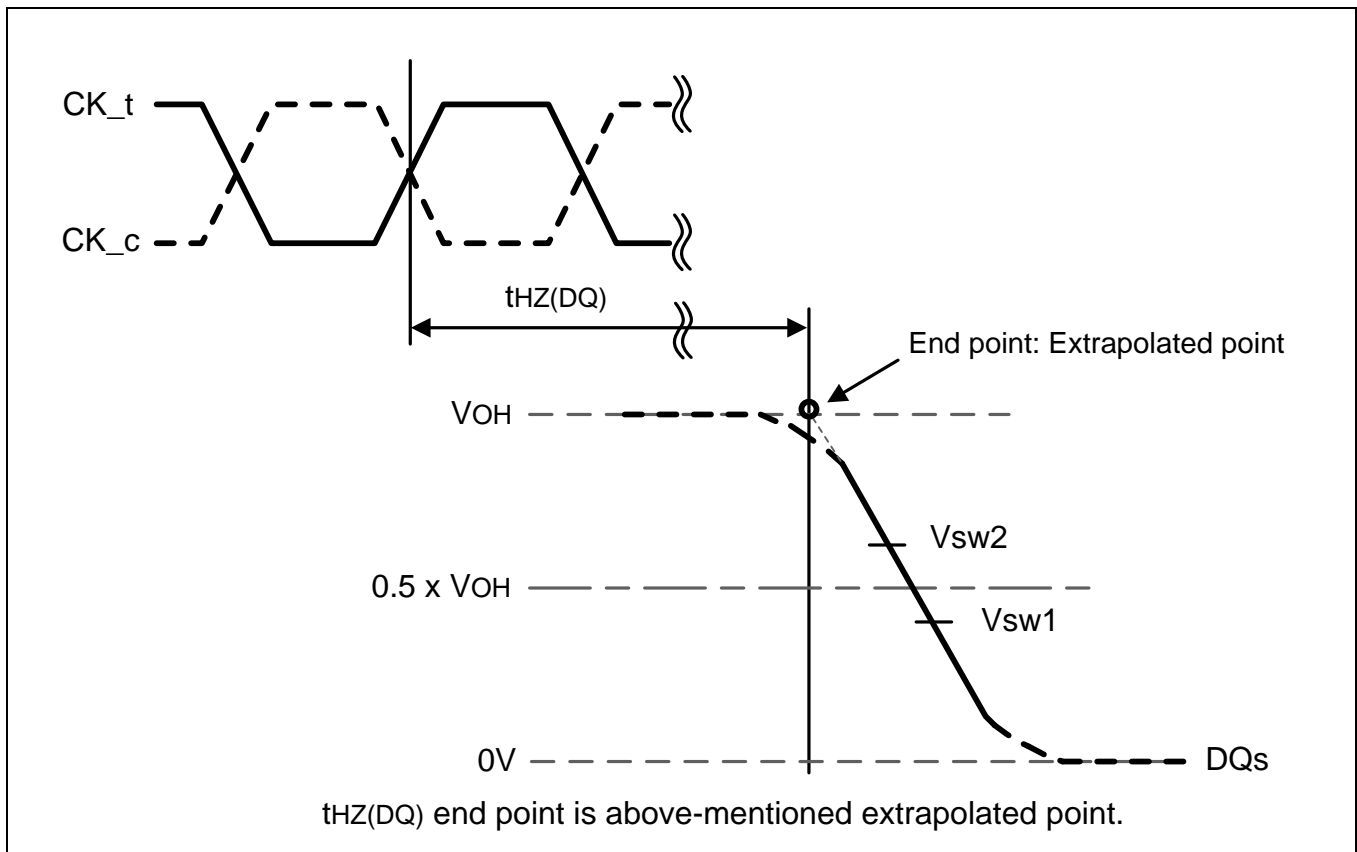 CK_t
CK_c
tHZ(DQ)
End point: Extrapolated point
VOH
Vsw2
0.5 x VOH
Vsw1
0V
DQs
tHZ(DQ) end point is above-mentioned extrapolated point.